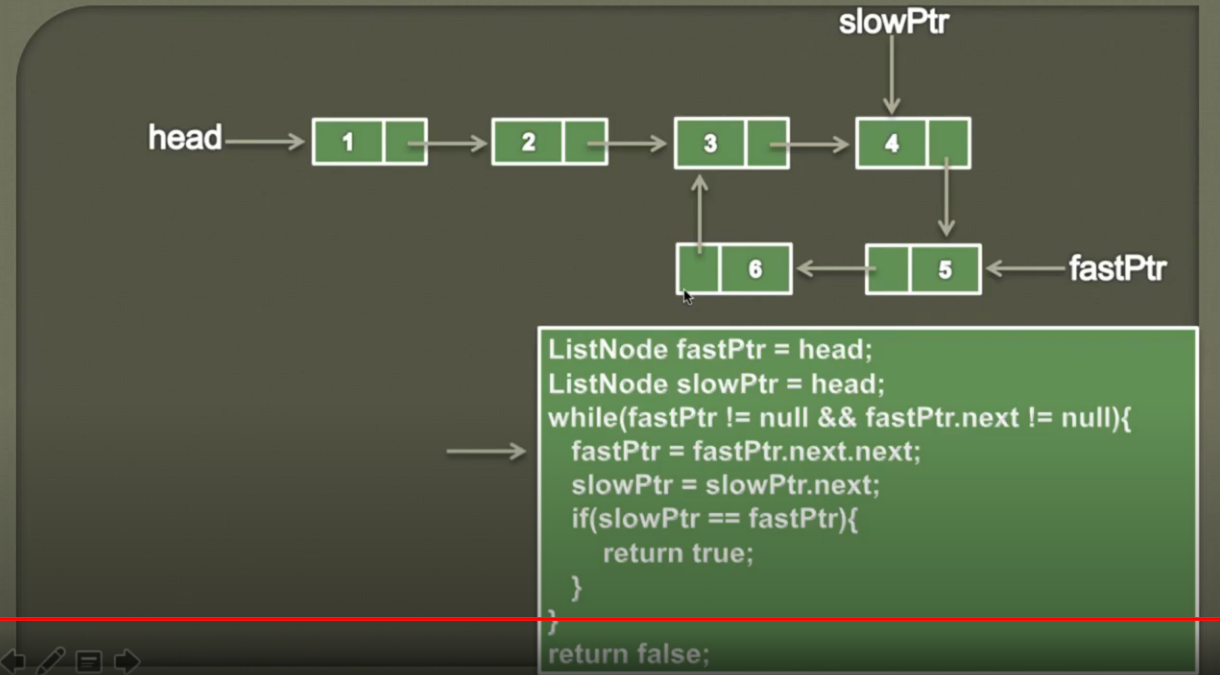 slowPtr
head
1
2
3
4
6
5
fastPtr
ListNode fastPtr = head;
ListNode slowPtr = head;
while(fastPtr != null && fastPtr.next != null){
fastPtr = fastPtr.next.next;
slowPtr = slowPtr.next;
if(slowPtr == fastPtr){
return true;
}
}
return false;